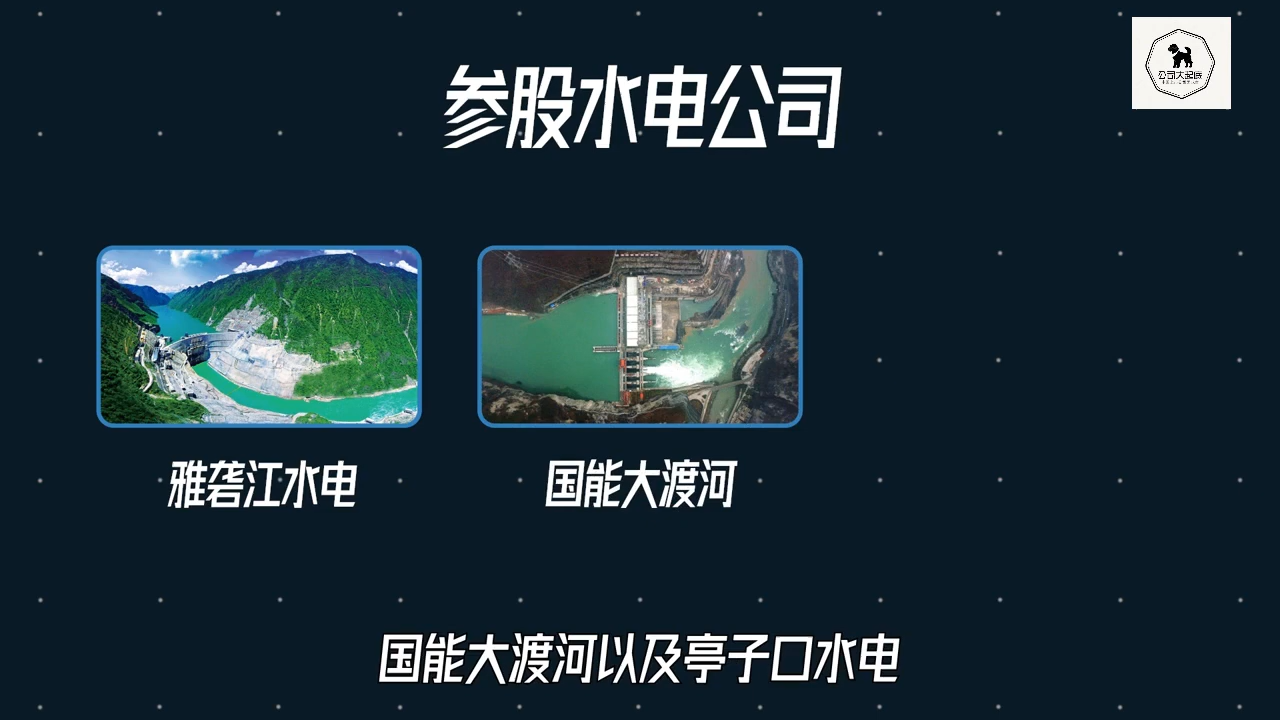 参股水电公司
雅砻江水电
国能大渡河
国能大渡河以及亭子口水电